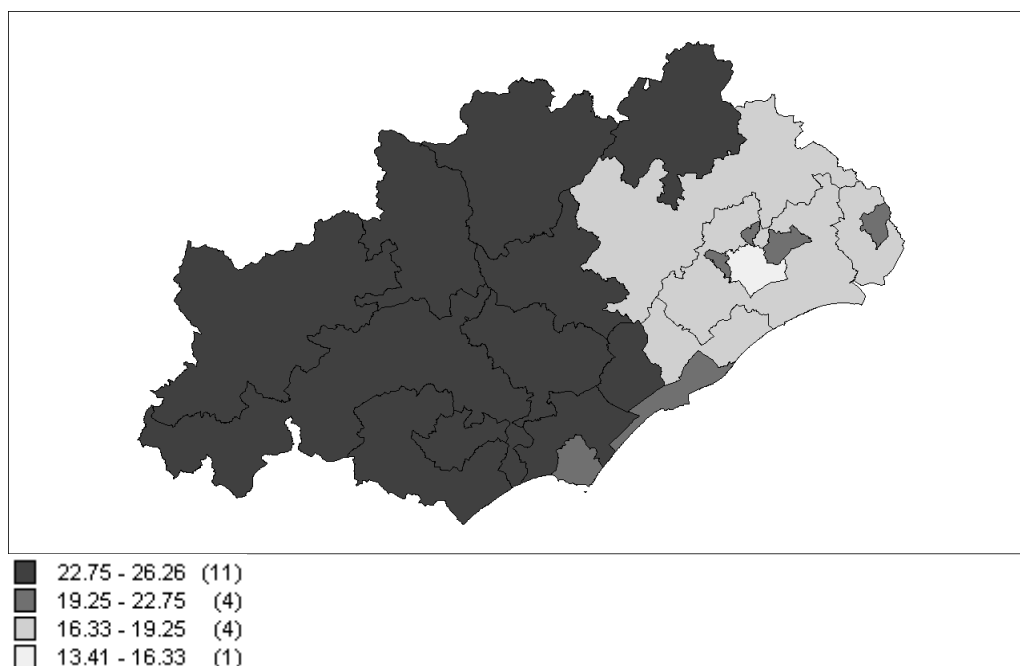 22.75 - 26.26 (11)
19.25 - 22.75 (4)
16.33 - 19.25 (4)
13.41 - 16.33 (1)